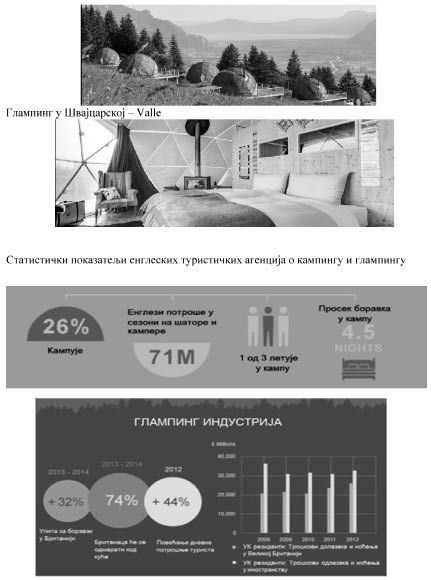 Глампинг у Швајцарској – Valle
Статистички показатељи енглеских туристичких агенција о кампингу и глампингу
26%
Кампује
Енглези потроше у
сезони на шаторе и
кампере
71M
1 од 3 летује
у кампу
Просек боравка
у кампу
4.5
NIGHTS
ГЛАМПИНГ ИНДУСТРИЈА
2013 - 2014
+ 32%
Упита за боравак
у Британији
2013 - 2014
74%
Британаца ће се
одмарати код
куће
2012
+ 44%
Повећање дневне
потрошње туриста
£ Millions
40,000
30,000
20,000
10,000
0
2008
2009
2010
2011
2012
УК резиденти: Трошкови долазака и ноћења
у Великој Британији
УК резиденти: Трошкови одлазака и ноћења
у иностранству